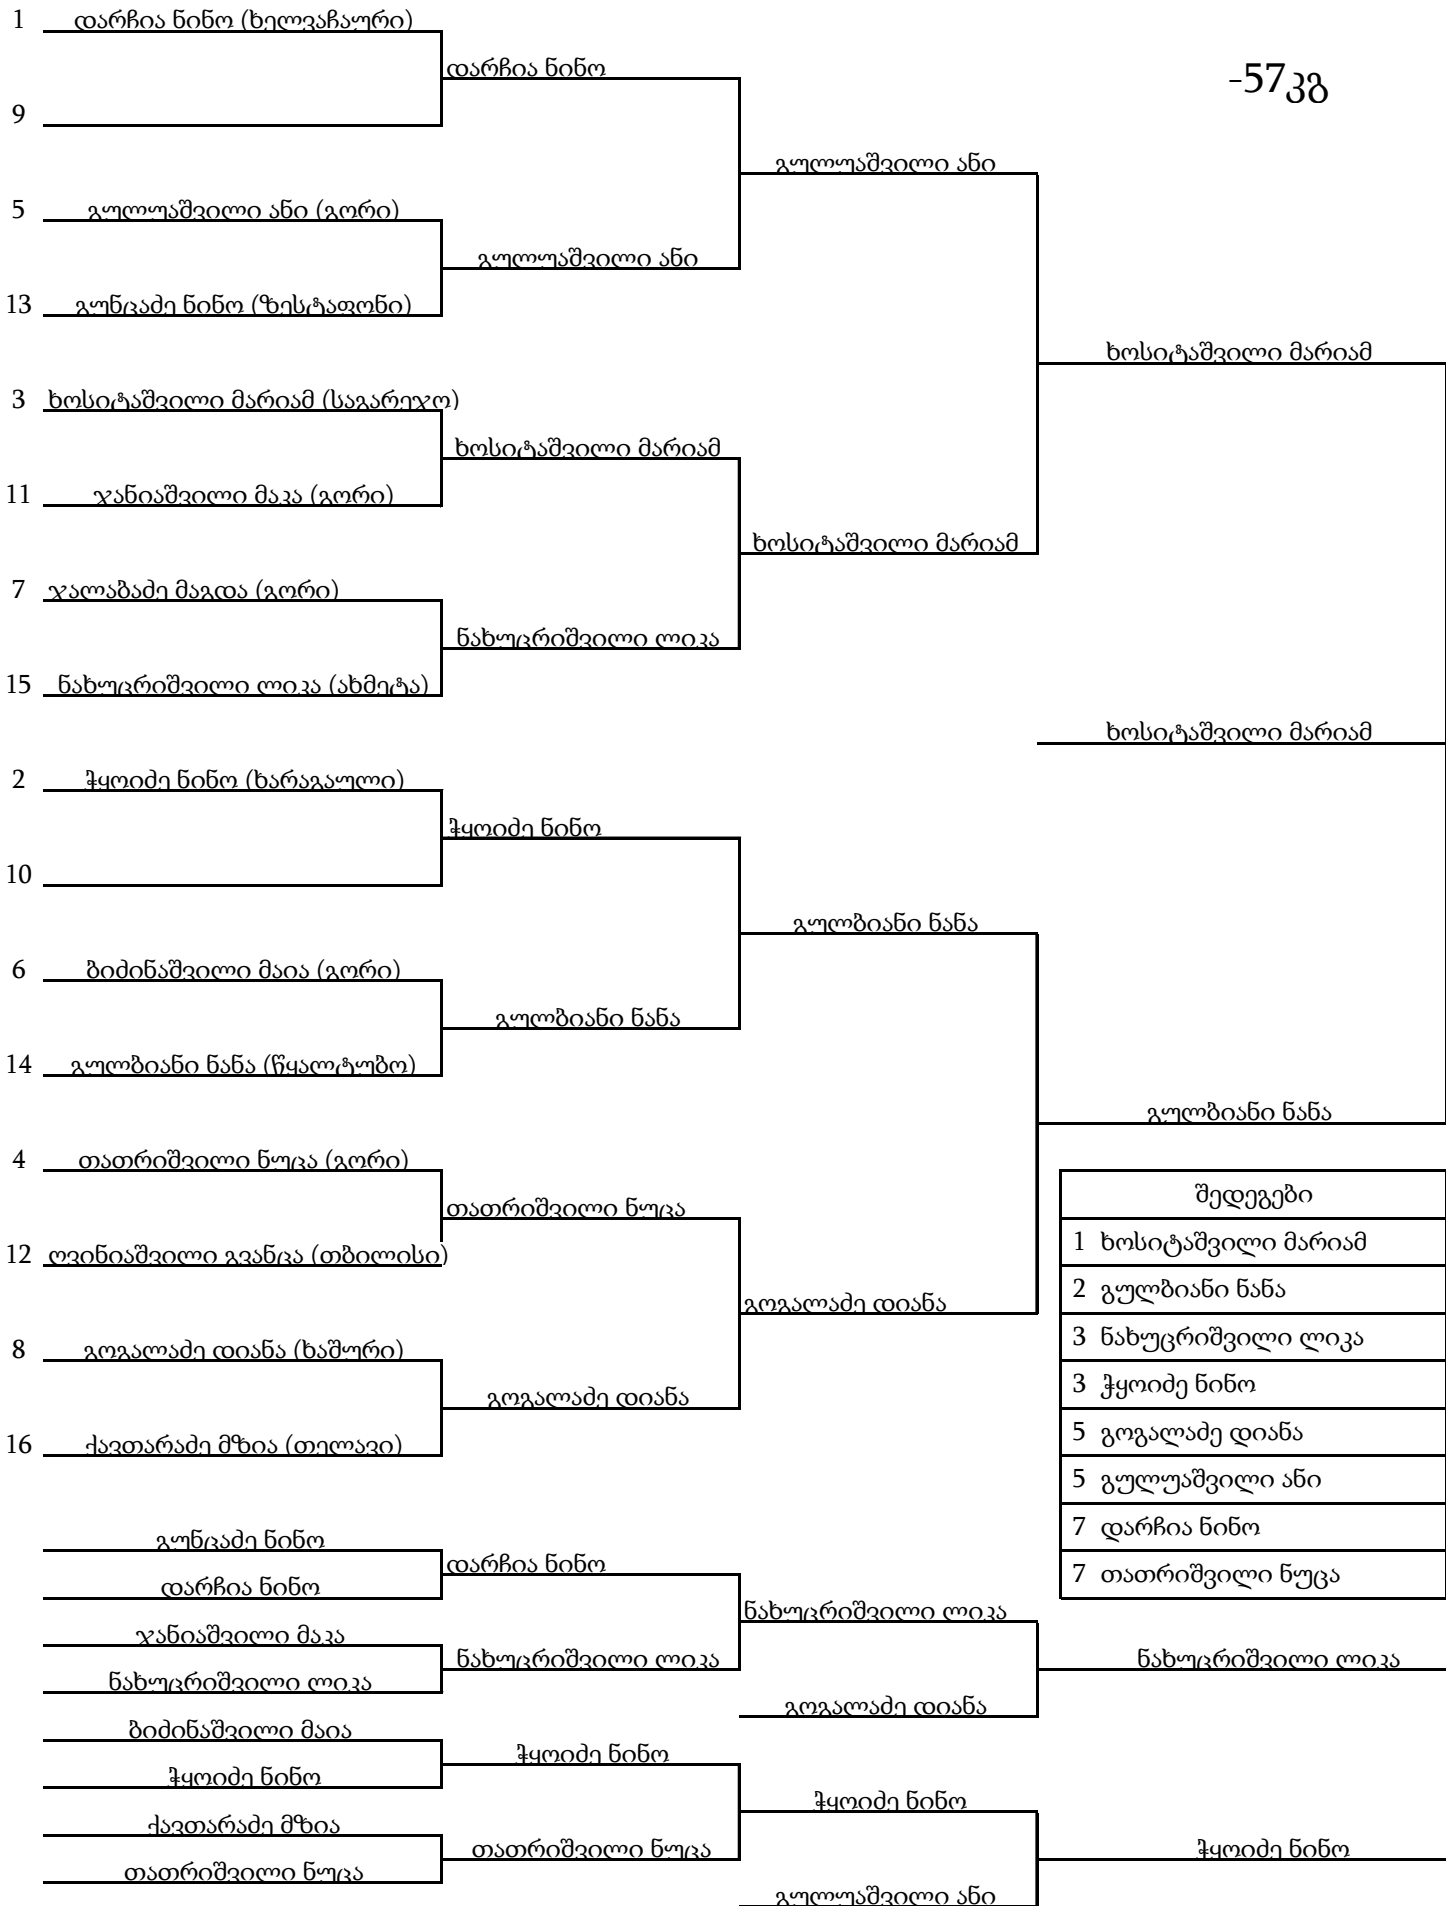 1 დარჩია ნინო (ხელვაჩაური)
დარჩია ნინო
-57კგ
9
გულუაშვილი ანი
5 გულუაშვილი ანი (გორი)
გულუაშვილი ანი
13 გუნცაძე ნინო (ზესტაფონი)
ხოსიტაშვილი მარიამ
3 ხოსიტაშვილი მარიამ (საგარეჯო)
ხოსიტაშვილი მარიამ
11 ჯანიაშვილი მაკა (გორი)
ხოსიტაშვილი მარიამ
7 ჯალაბაძე მაგდა (გორი)
ნახუცრიშვილი ლიკა
15 ნახუცრიშვილი ლიკა (ახმეტა)
ხოსიტაშვილი მარიამ
2 ჭყოიძე ნინო (ხარაგაული)
ჭყოიძე ნინო
10
გულბიანი ნანა
6 ბიძინაშვილი მაია (გორი)
გულბიანი ნანა
14 გულბიანი ნანა (წყალტუბო)
გულბიანი ნანა
4 თათრიშვილი ნუცა (გორი)
თათრიშვილი ნუცა
12 ღვინიაშვილი გვანცა (თბილისი)
გოგალაძე დიანა
8 გოგალაძე დიანა (ხაშური)
გოგალაძე დიანა
16 ქავთარაძე მზია (თელავი)
შედეგები
1 ხოსიტაშვილი მარიამ
2 გულბიანი ნანა
3 ნახუცრიშვილი ლიკა
3 ჭყოიძე ნინო
5 გოგალაძე დიანა
5 გულუაშვილი ანი
7 დარჩია ნინო
7 თათრიშვილი ნუცა
გუნცაძე ნინო
დარჩია ნინო
დარჩია ნინო
ნახუცრიშვილი ლიკა
ჯანიაშვილი მაკა
ნახუცრიშვილი ლიკა
ნახუცრიშვილი ლიკა
ნახუცრიშვილი ლიკა
გოგალაძე დიანა
ბიძინაშვილი მაია
ჭყოიძე ნინო
ჭყოიძე ნინო
ჭყოიძე ნინო
ქავთარაძე მზია
თათრიშვილი ნუცა
ჭყოიძე ნინო
თათრიშვილი ნუცა
გულუაშვილი ანი